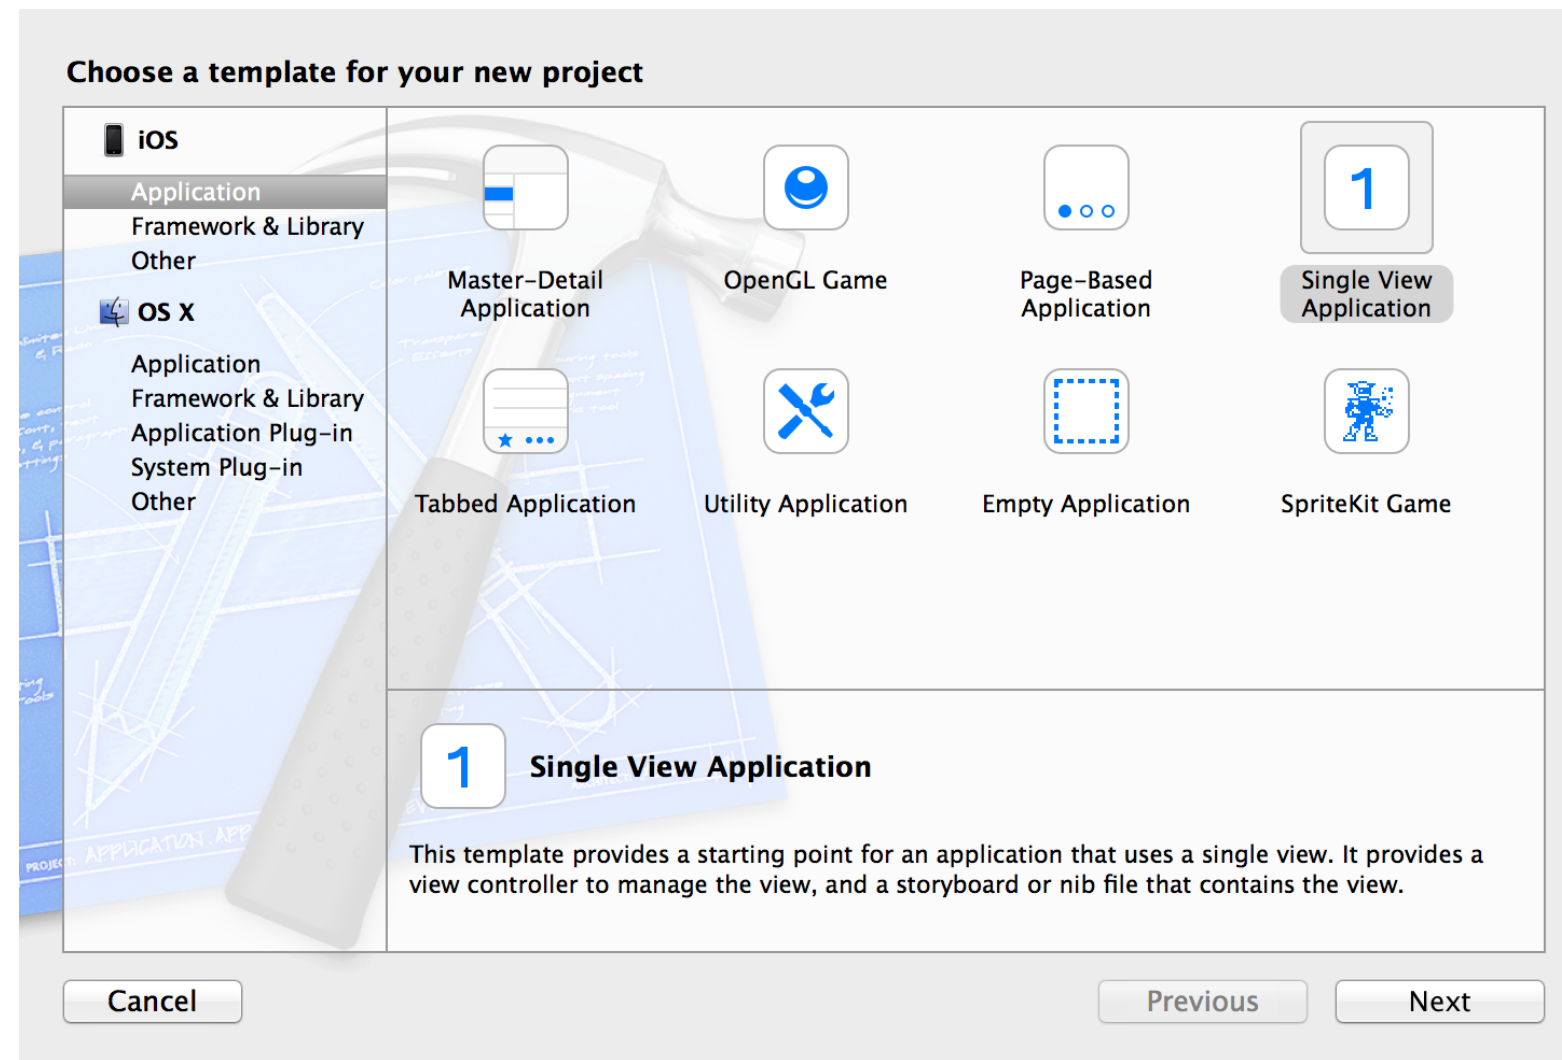 Choose a template for your new project
iOS
Application
Framework & Library
Other
OS X
Application
Framework & Library
Application Plug-in
System Plug-in
Other
Master-Detail
Application
OpenGL Game
Page-Based
Application
1
Single View
Application
Tabbed Application
Utility Application
Empty Application
SpriteKit Game
1
Single View Application
This template provides a starting point for an application that uses a single view. It provides a
view controller to manage the view, and a storyboard or nib file that contains the view.
PROJECT: APPLICATION.APP
Cancel
Previous
Next